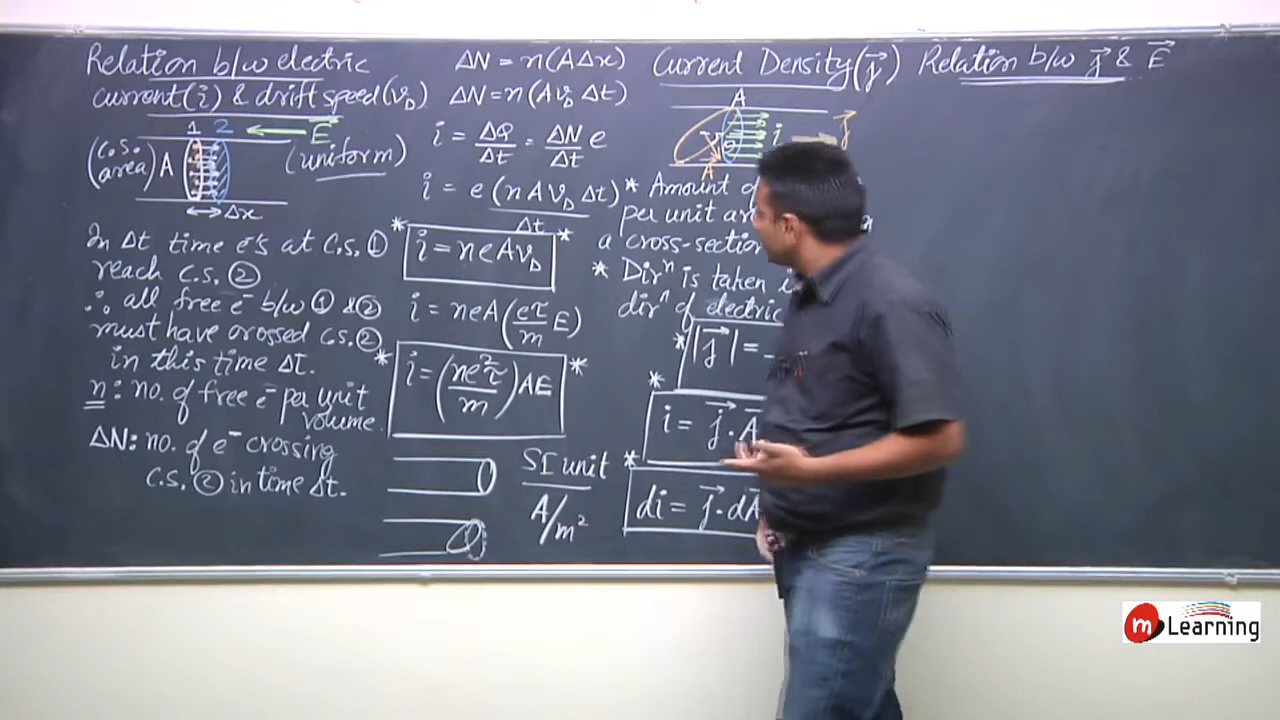 Relation b/w electric
current(i) & drift speed(v_D)
1 2 E⃗
(c.s. area) A (uniform)
Δx
In Δt time e⁻s at C.S. ①
reach C.S. ②
∴ all free e⁻ b/w ① & ②
must have crossed C.S. ②
in this time Δt.
n : no. of free e⁻ per unit
volume.
ΔN: no. of e⁻ crossing
C.S. ② in time Δt.
ΔN = n(AΔx)
ΔN = n(Av_D Δt)
i = ΔQ/Δt = ΔN/Δt e
i = e (nAv_D Δt)/Δt
* i = neAv_D *
i = neA(eτ/m E)
* i = (ne²τ/m)AE *
SI unit
A/m²
Current Density(j⃗)
A
i j⃗
A
* Amount of
per unit
a cross-section
* Dirⁿ is taken
dirⁿ of electric
* |j⃗| =
* i = j⃗ · A⃗
* di = j⃗ · dA⃗
Relation b/w j⃗ & E⃗
m Learning